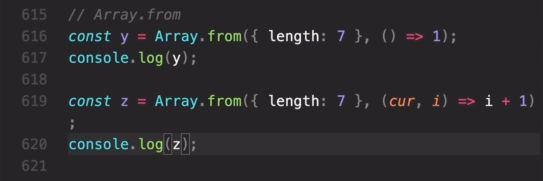 615 // Array.from
616 const y = Array.from({ length: 7 }, () => 1);
617 console.log(y);
618
619 const z = Array.from({ length: 7 }, (cur, i) => i + 1)
;
620 console.log(z);
621